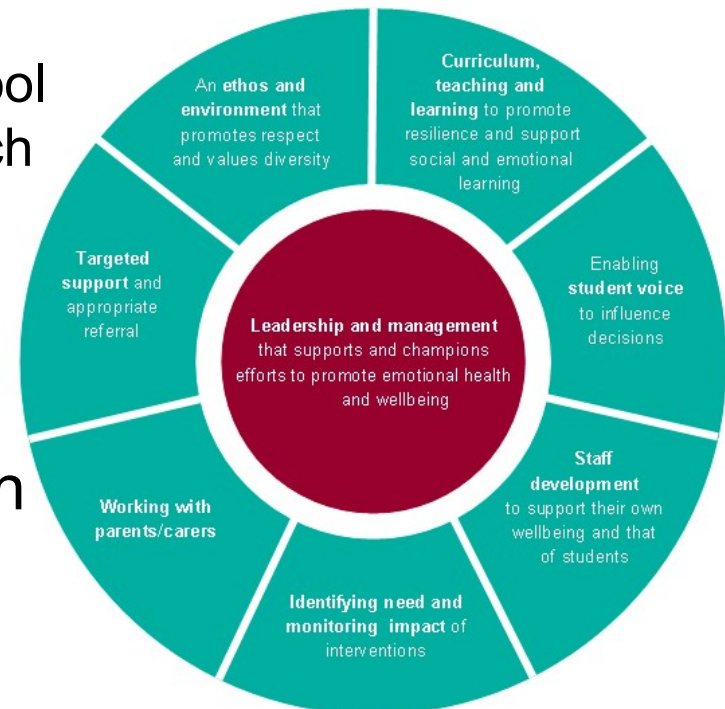 An ethos and
environment that
promotes respect
and values diversity
Curriculum,
teaching and
learning to promote
resilience and support
social and emotional
learning
Enabling
student voice
to influence
decisions
Staff
development
to support their own
wellbeing and that
of students
Identifying need and
monitoring impact of
interventions
Working with
parents/carers
Targeted
support and
appropriate
referral
Leadership and management
that supports and champions
efforts to promote emotional health
and wellbeing